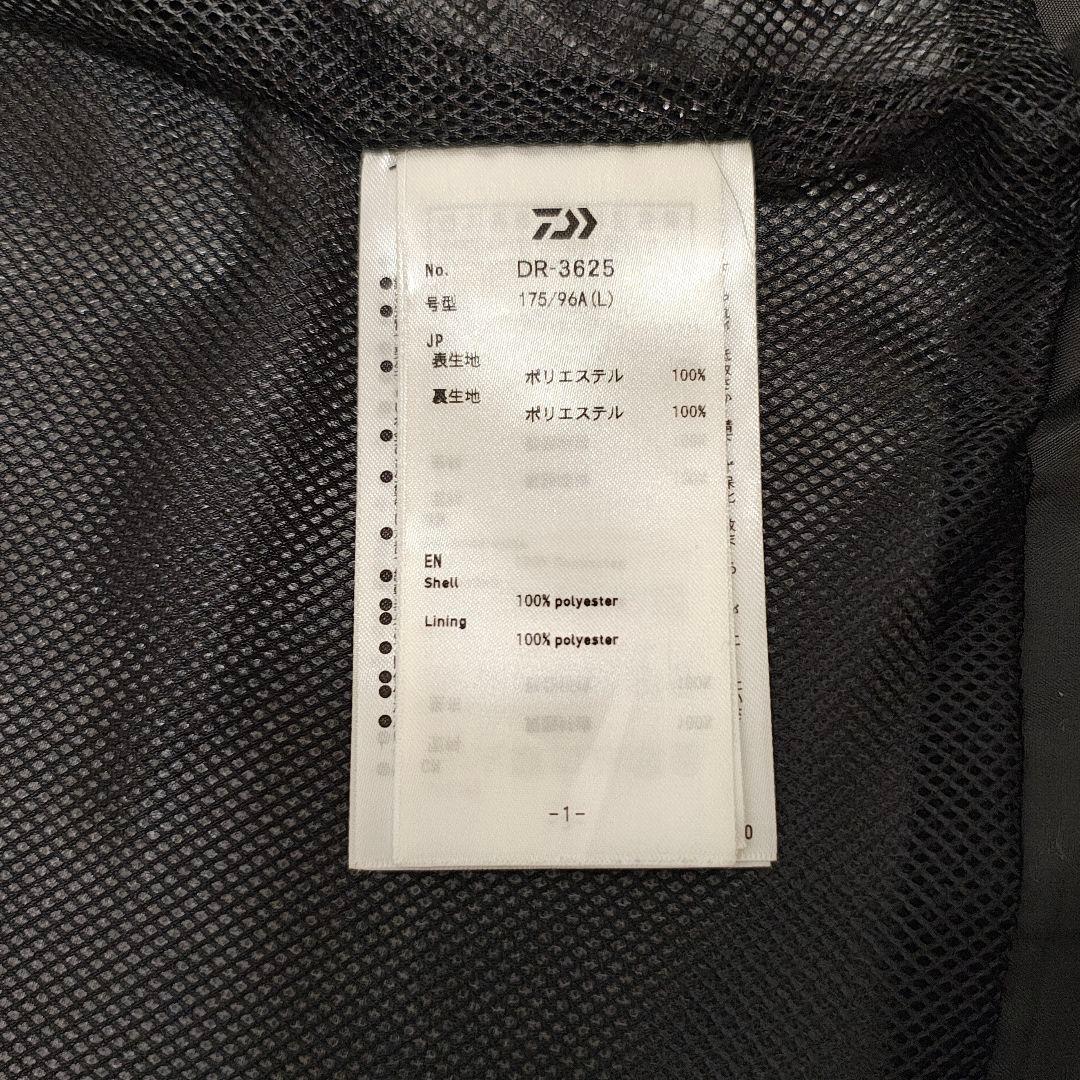 No. DR-3625
号型 175/96A(L)
JP
表生地
ポリエステル 100%
裏生地
ポリエステル 100%
EN
Shell
100% polyester
Lining
100% polyester
-1-
0